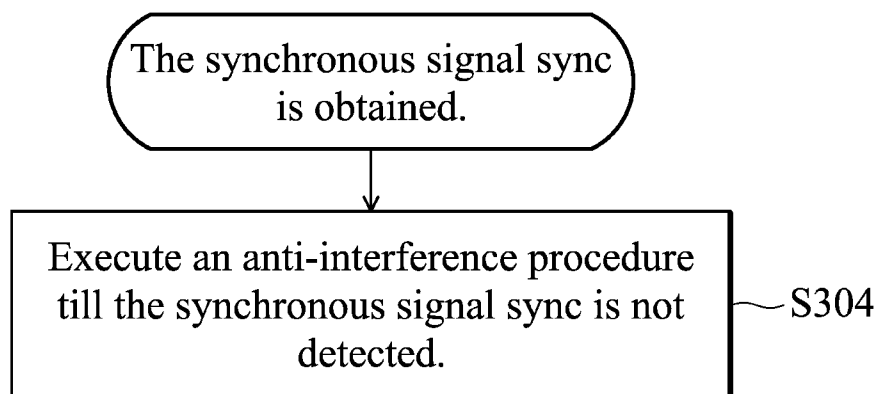 The synchronous signal sync
is obtained.
Execute an anti-interference procedure
till the synchronous signal sync is not
detected.
S304